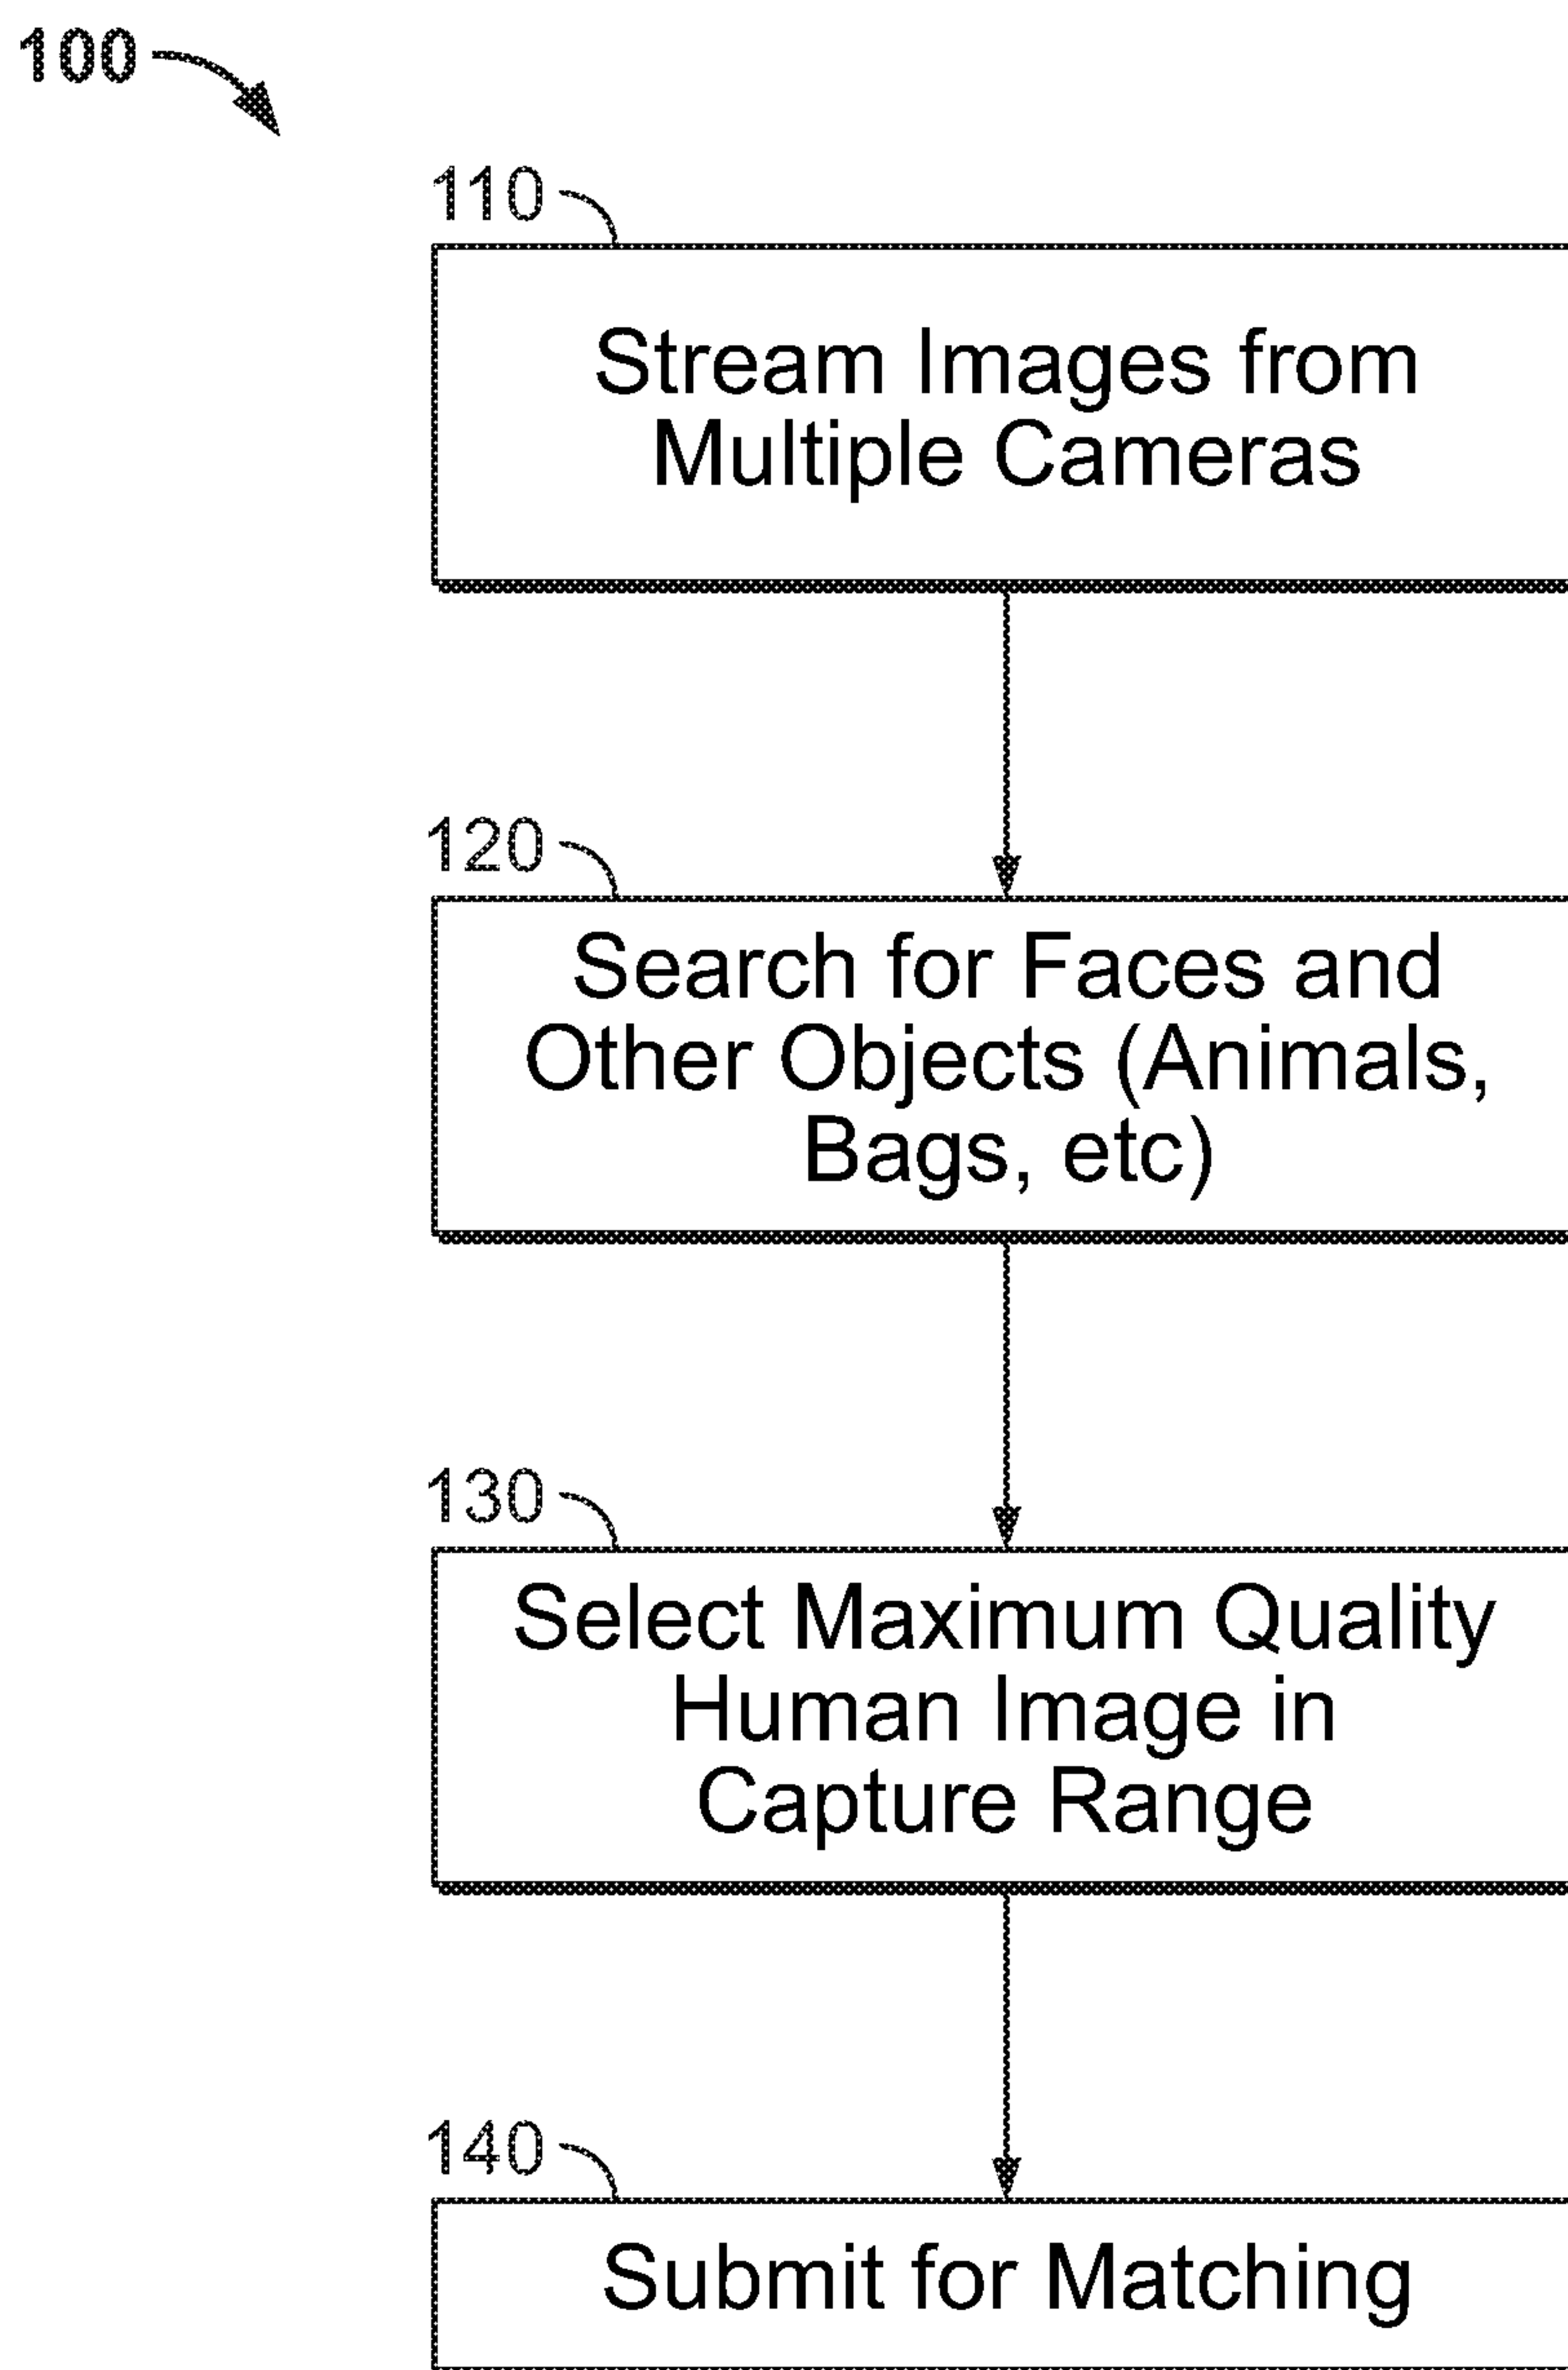 100
110
Stream Images from
Multiple Cameras
120
Search for Faces and
Other Objects (Animals,
Bags, etc)
130
Select Maximum Quality
Human Image in
Capture Range
140
Submit for Matching